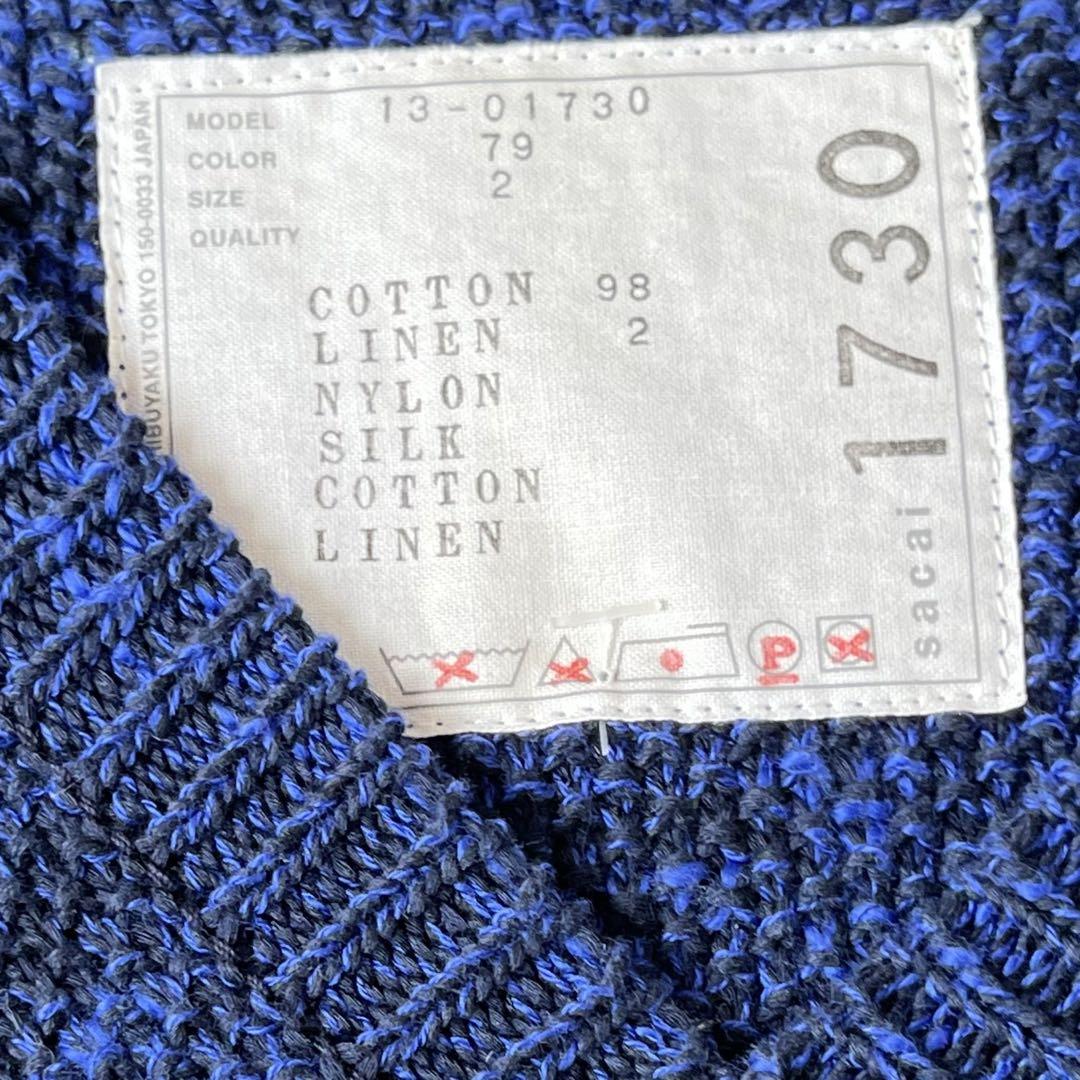 MODEL 13-01730
COLOR 79
SIZE 2
QUALITY
COTTON 98
LINEN 2
NYLON
SILK
COTTON
LINEN
P
sacai 1730
TOKYO 150-0033 JAPAN